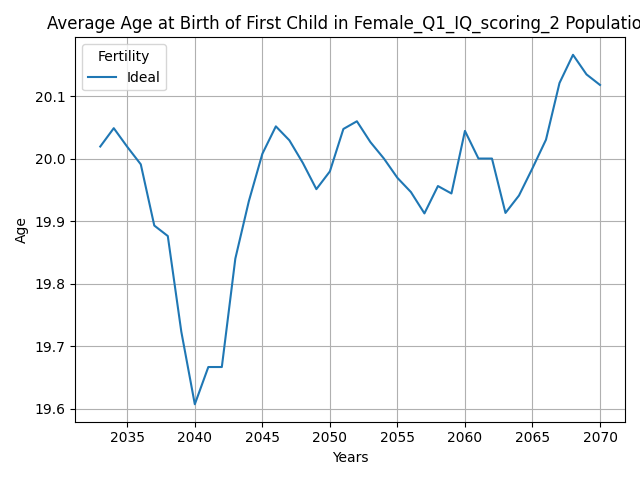 Average Age at Birth of First Child in Female_Q1_IQ_scoring_2 Populatio
Fertility
Ideal
20.1
20.0
19.9
19.8
19.7
19.6
Age
2035 2040 2045 2050 2055 2060 2065 2070
Years